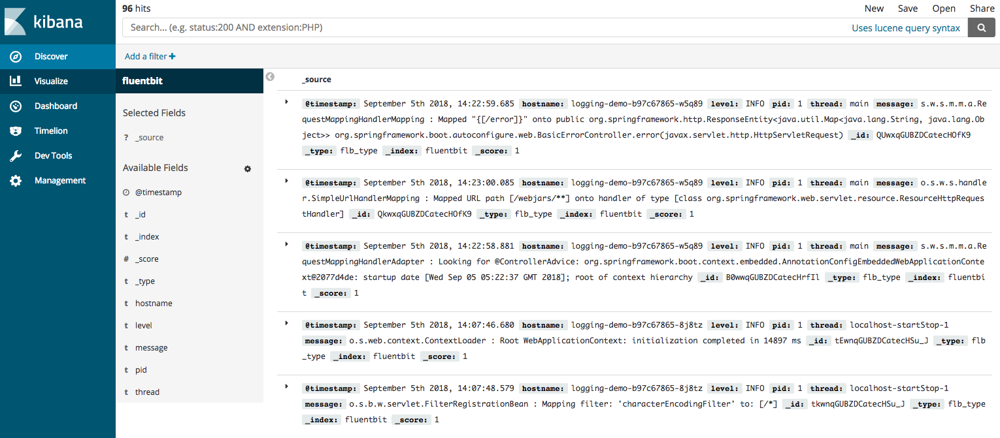 kibana
Discover
Visualize
Dashboard
Timelion
Dev Tools
Management
96 hits
New Save Open Share
Search... (e.g. status:200 AND extension:PHP)
Uses lucene query syntax
Add a filter +
fluentbit
Selected Fields
? _source
Available Fields
@timestamp
t _id
t _index
# _score
t _type
t hostname
t level
t message
t pid
t thread
_source
@timestamp: September 5th 2018, 14:22:59.685 hostname: logging-demo-b97c67865-w5q89 level: INFO pid: 1 thread: main message: s.w.s.m.m.a.Re
questMappingHandlerMapping : Mapped "{[/error]}" onto public org.springframework.http.ResponseEntity<java.util.Map<java.lang.String, java.lang.Ob
ject>> org.springframework.boot.autoconfigure.web.BasicErrorController.error(javax.servlet.http.HttpServletRequest) _id: QUwxqGUBZDCatecHOfK9
_type: flb_type _index: fluentbit _score: 1
@timestamp: September 5th 2018, 14:23:00.085 hostname: logging-demo-b97c67865-w5q89 level: INFO pid: 1 thread: main message: o.s.w.s.handle
r.SimpleUrlHandlerMapping : Mapped URL path [/webjars/**] onto handler of type [class org.springframework.web.servlet.resource.ResourceHttpReques
tHandler] _id: QkwxqGUBZDCatecHOfK9 _type: flb_type _index: fluentbit _score: 1
@timestamp: September 5th 2018, 14:22:58.881 hostname: logging-demo-b97c67865-w5q89 level: INFO pid: 1 thread: main message: s.w.s.m.m.a.Re
questMappingHandlerAdapter : Looking for @ControllerAdvice: org.springframework.boot.context.embedded.AnnotationConfigEmbeddedWebApplicationConte
xt@2077d4de: startup date [Wed Sep 05 05:22:37 GMT 2018]; root of context hierarchy _id: B0wwqGUBZDCatecHrfIl _type: flb_type _index: fluentbi
t _score: 1
@timestamp: September 5th 2018, 14:07:46.680 hostname: logging-demo-b97c67865-8j8tz level: INFO pid: 1 thread: localhost-startStop-1
message: o.s.web.context.ContextLoader : Root WebApplicationContext: initialization completed in 14897 ms _id: tEwnqGUBZDCatecHSu_J _type: flb
_type _index: fluentbit _score: 1
@timestamp: September 5th 2018, 14:07:48.579 hostname: logging-demo-b97c67865-8j8tz level: INFO pid: 1 thread: localhost-startStop-1
message: o.s.b.w.servlet.FilterRegistrationBean : Mapping filter: 'characterEncodingFilter' to: [/*] _id: tkwnqGUBZDCatecHSu_J _type: flb_type
_index: fluentbit _score: 1